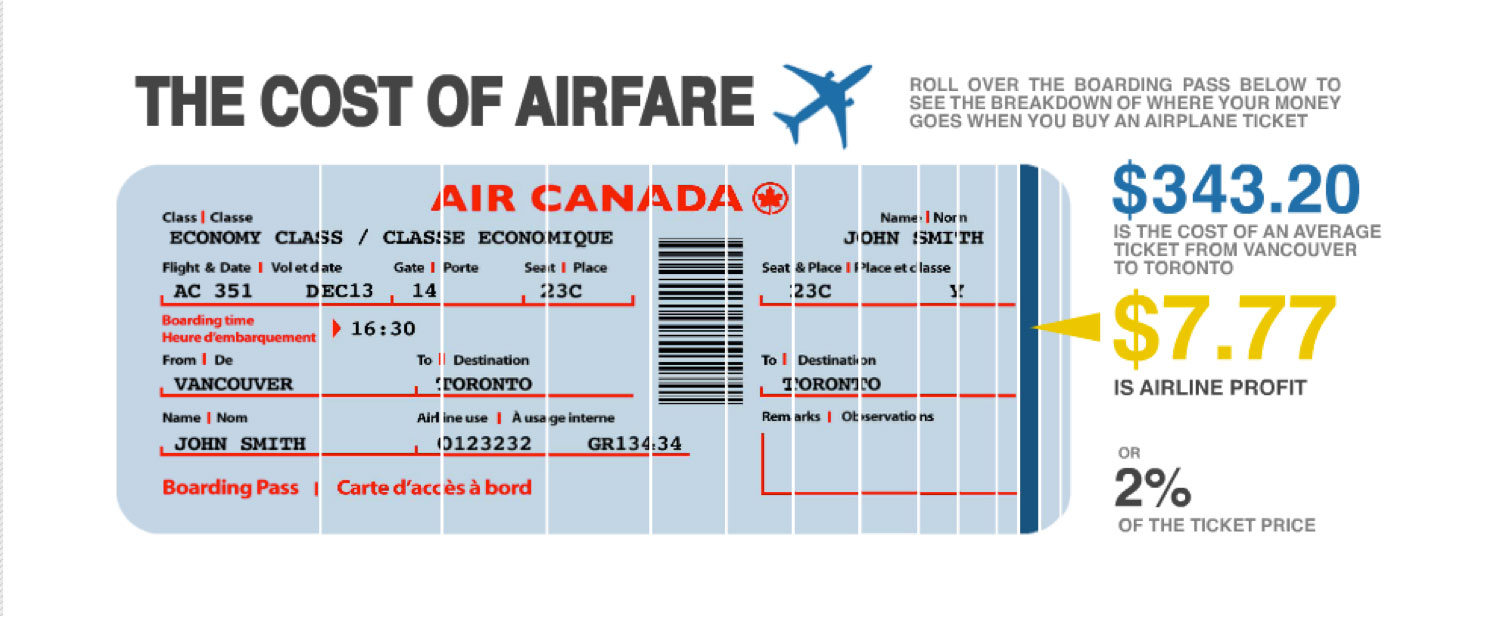 THE COST OF AIRFARE
ROLL OVER THE BOARDING PASS BELOW TO
SEE THE BREAKDOWN OF WHERE YOUR MONEY
GOES WHEN YOU BUY AN AIRPLANE TICKET
AIR CANADA
Class | Classe
ECONOMY CLASS / CLASSE ECONOMIQUE
Name | Nom
JOHN SMITH
Flight & Date | Vol et date Gate | Porte Seat | Place
AC 351 DEC13 14 23C
Seat & Place | Place et classe
23C Y
Boarding time
Heure d'embarquement 16:30
From | De To | Destination
VANCOUVER TORONTO
To | Destination
TORONTO
Name | Nom Airline use | À usage interne
JOHN SMITH 0123232 GR13434
Remarks | Observations
Boarding Pass | Carte d'accès à bord
$343.20
IS THE COST OF AN AVERAGE
TICKET FROM VANCOUVER
TO TORONTO
$7.77
IS AIRLINE PROFIT
OR
2%
OF THE TICKET PRICE